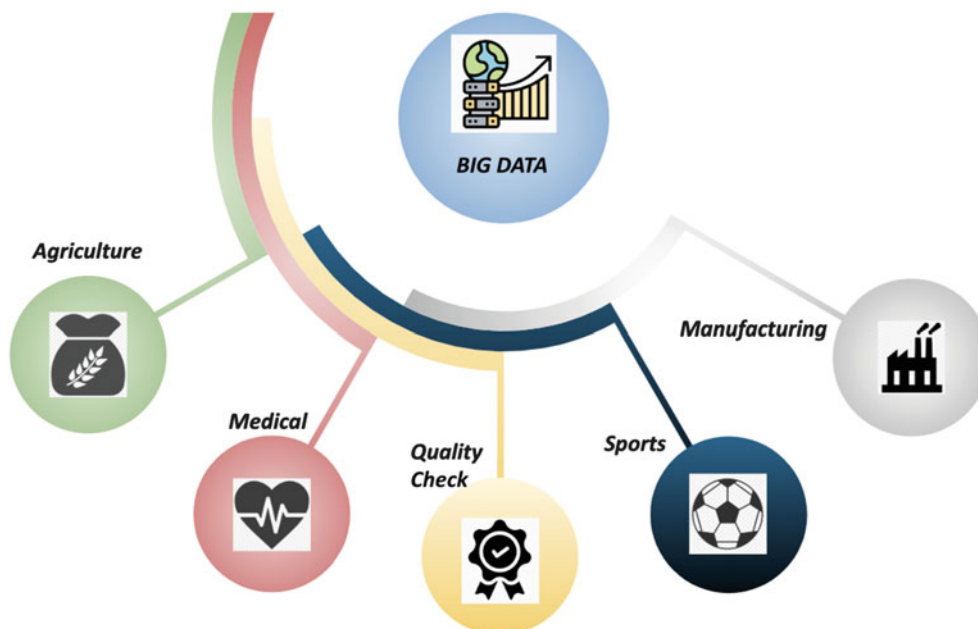 BIG DATA
Agriculture
Manufacturing
Medical
Quality
Check
Sports